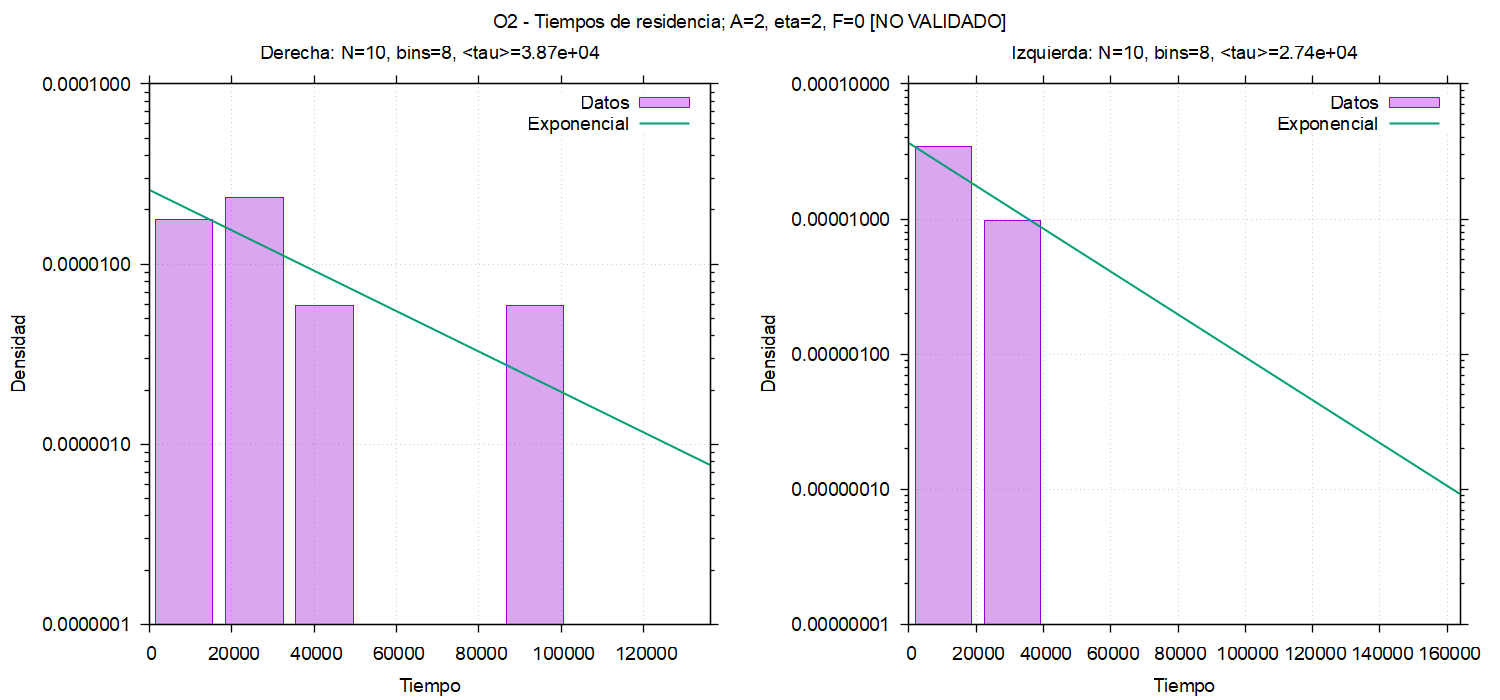 O2 - Tiempos de residencia; A=2, eta=2, F=0 [NO VALIDADO]
Derecha: N=10, bins=8, <tau>=3.87e+04
0.0001000
0.0000100
0.0000010
0.0000001
Densidad
Datos
Exponencial
0 20000 40000 60000 80000 100000 120000
Tiempo
Izquierda: N=10, bins=8, <tau>=2.74e+04
0.00010000
0.00001000
0.00000100
0.00000010
0.00000001
Densidad
Datos
Exponencial
0 20000 40000 60000 80000 100000 120000 140000 160000
Tiempo